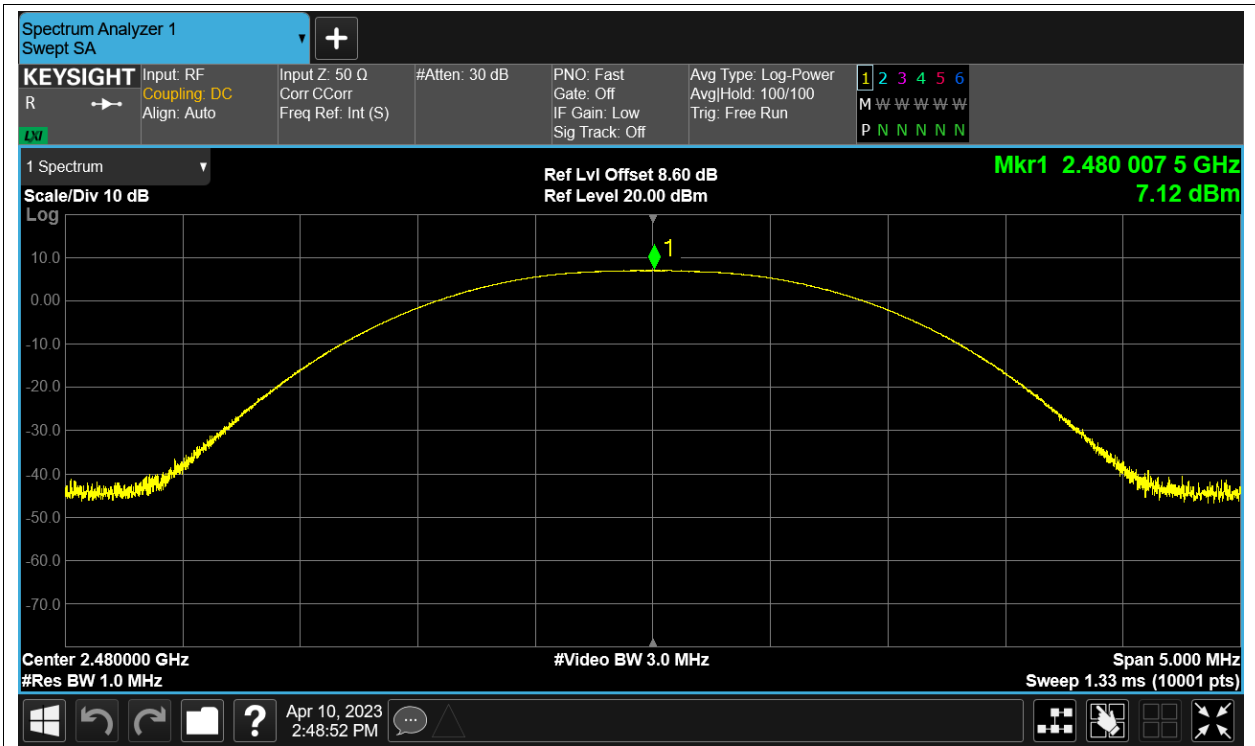 Spectrum Analyzer 1
Swept SA
KEYSIGHT
R
LXI
Input: RF
Coupling: DC
Align: Auto
Input Z: 50 Ω
Corr CCorr
Freq Ref: Int (S)
#Atten: 30 dB
PNO: Fast
Gate: Off
IF Gain: Low
Sig Track: Off
Avg Type: Log-Power
Avg|Hold: 100/100
Trig: Free Run
1 2 3 4 5 6
M W W W W W
P N N N N N
1 Spectrum
Scale/Div 10 dB
Log
Ref Lvl Offset 8.60 dB
Ref Level 20.00 dBm
Mkr1 2.480 007 5 GHz
7.12 dBm
1
10.0
0.00
-10.0
-20.0
-30.0
-40.0
-50.0
-60.0
-70.0
Center 2.480000 GHz
#Res BW 1.0 MHz
#Video BW 3.0 MHz
Span 5.000 MHz
Sweep 1.33 ms (10001 pts)
?
Apr 10, 2023
2:48:52 PM